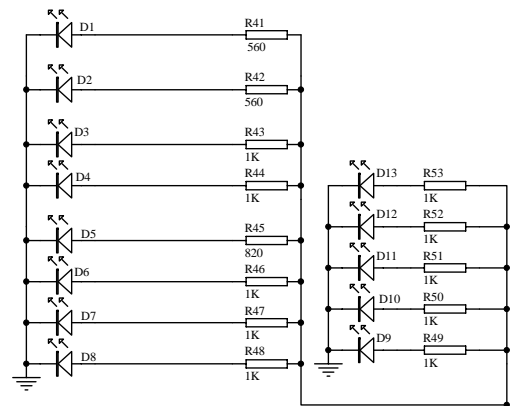 D1 R41
560
D2 R42
560
D3 R43
1K
D4 R44
1K
D5 R45
820
D6 R46
1K
D7 R47
1K
D8 R48
1K
D13 R53
1K
D12 R52
1K
D11 R51
1K
D10 R50
1K
D9 R49
1K